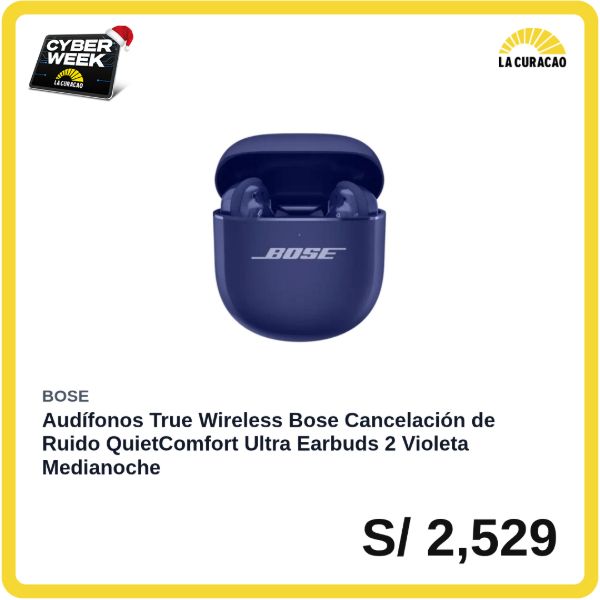 CYBER
WEEK
LA CURACAO
LA CURACAO
BOSE
BOSE
Audífonos True Wireless Bose Cancelación de
Ruido QuietComfort Ultra Earbuds 2 Violeta
Medianoche
S/ 2,529